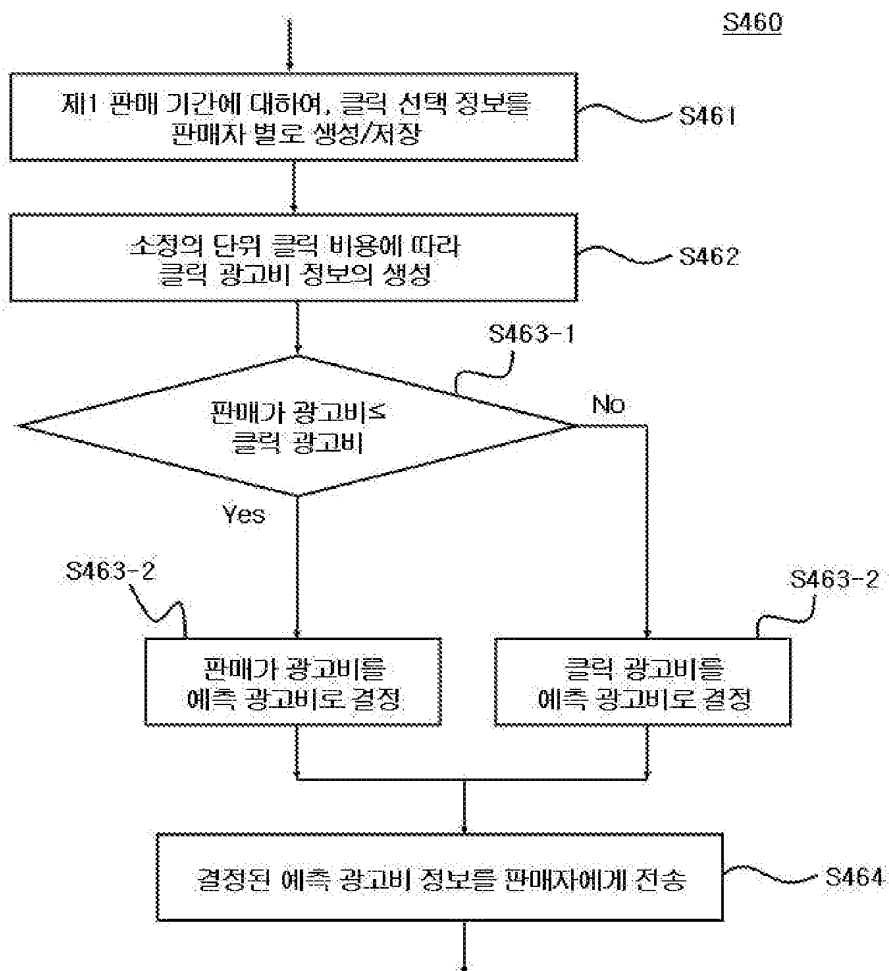 S460
제1 판매 기간에 대하여, 클릭 선택 정보를
판매자 별로 생성/저장
S461
소정의 단위 클릭 비용에 따라
클릭 광고비 정보의 생성
S462
S463-1
판매가 광고비≤
클릭 광고비
No
Yes
S463-2
S463-2
판매가 광고비를
예측 광고비로 결정
클릭 광고비를
예측 광고비로 결정
결정된 예측 광고비 정보를 판매자에게 전송
S464